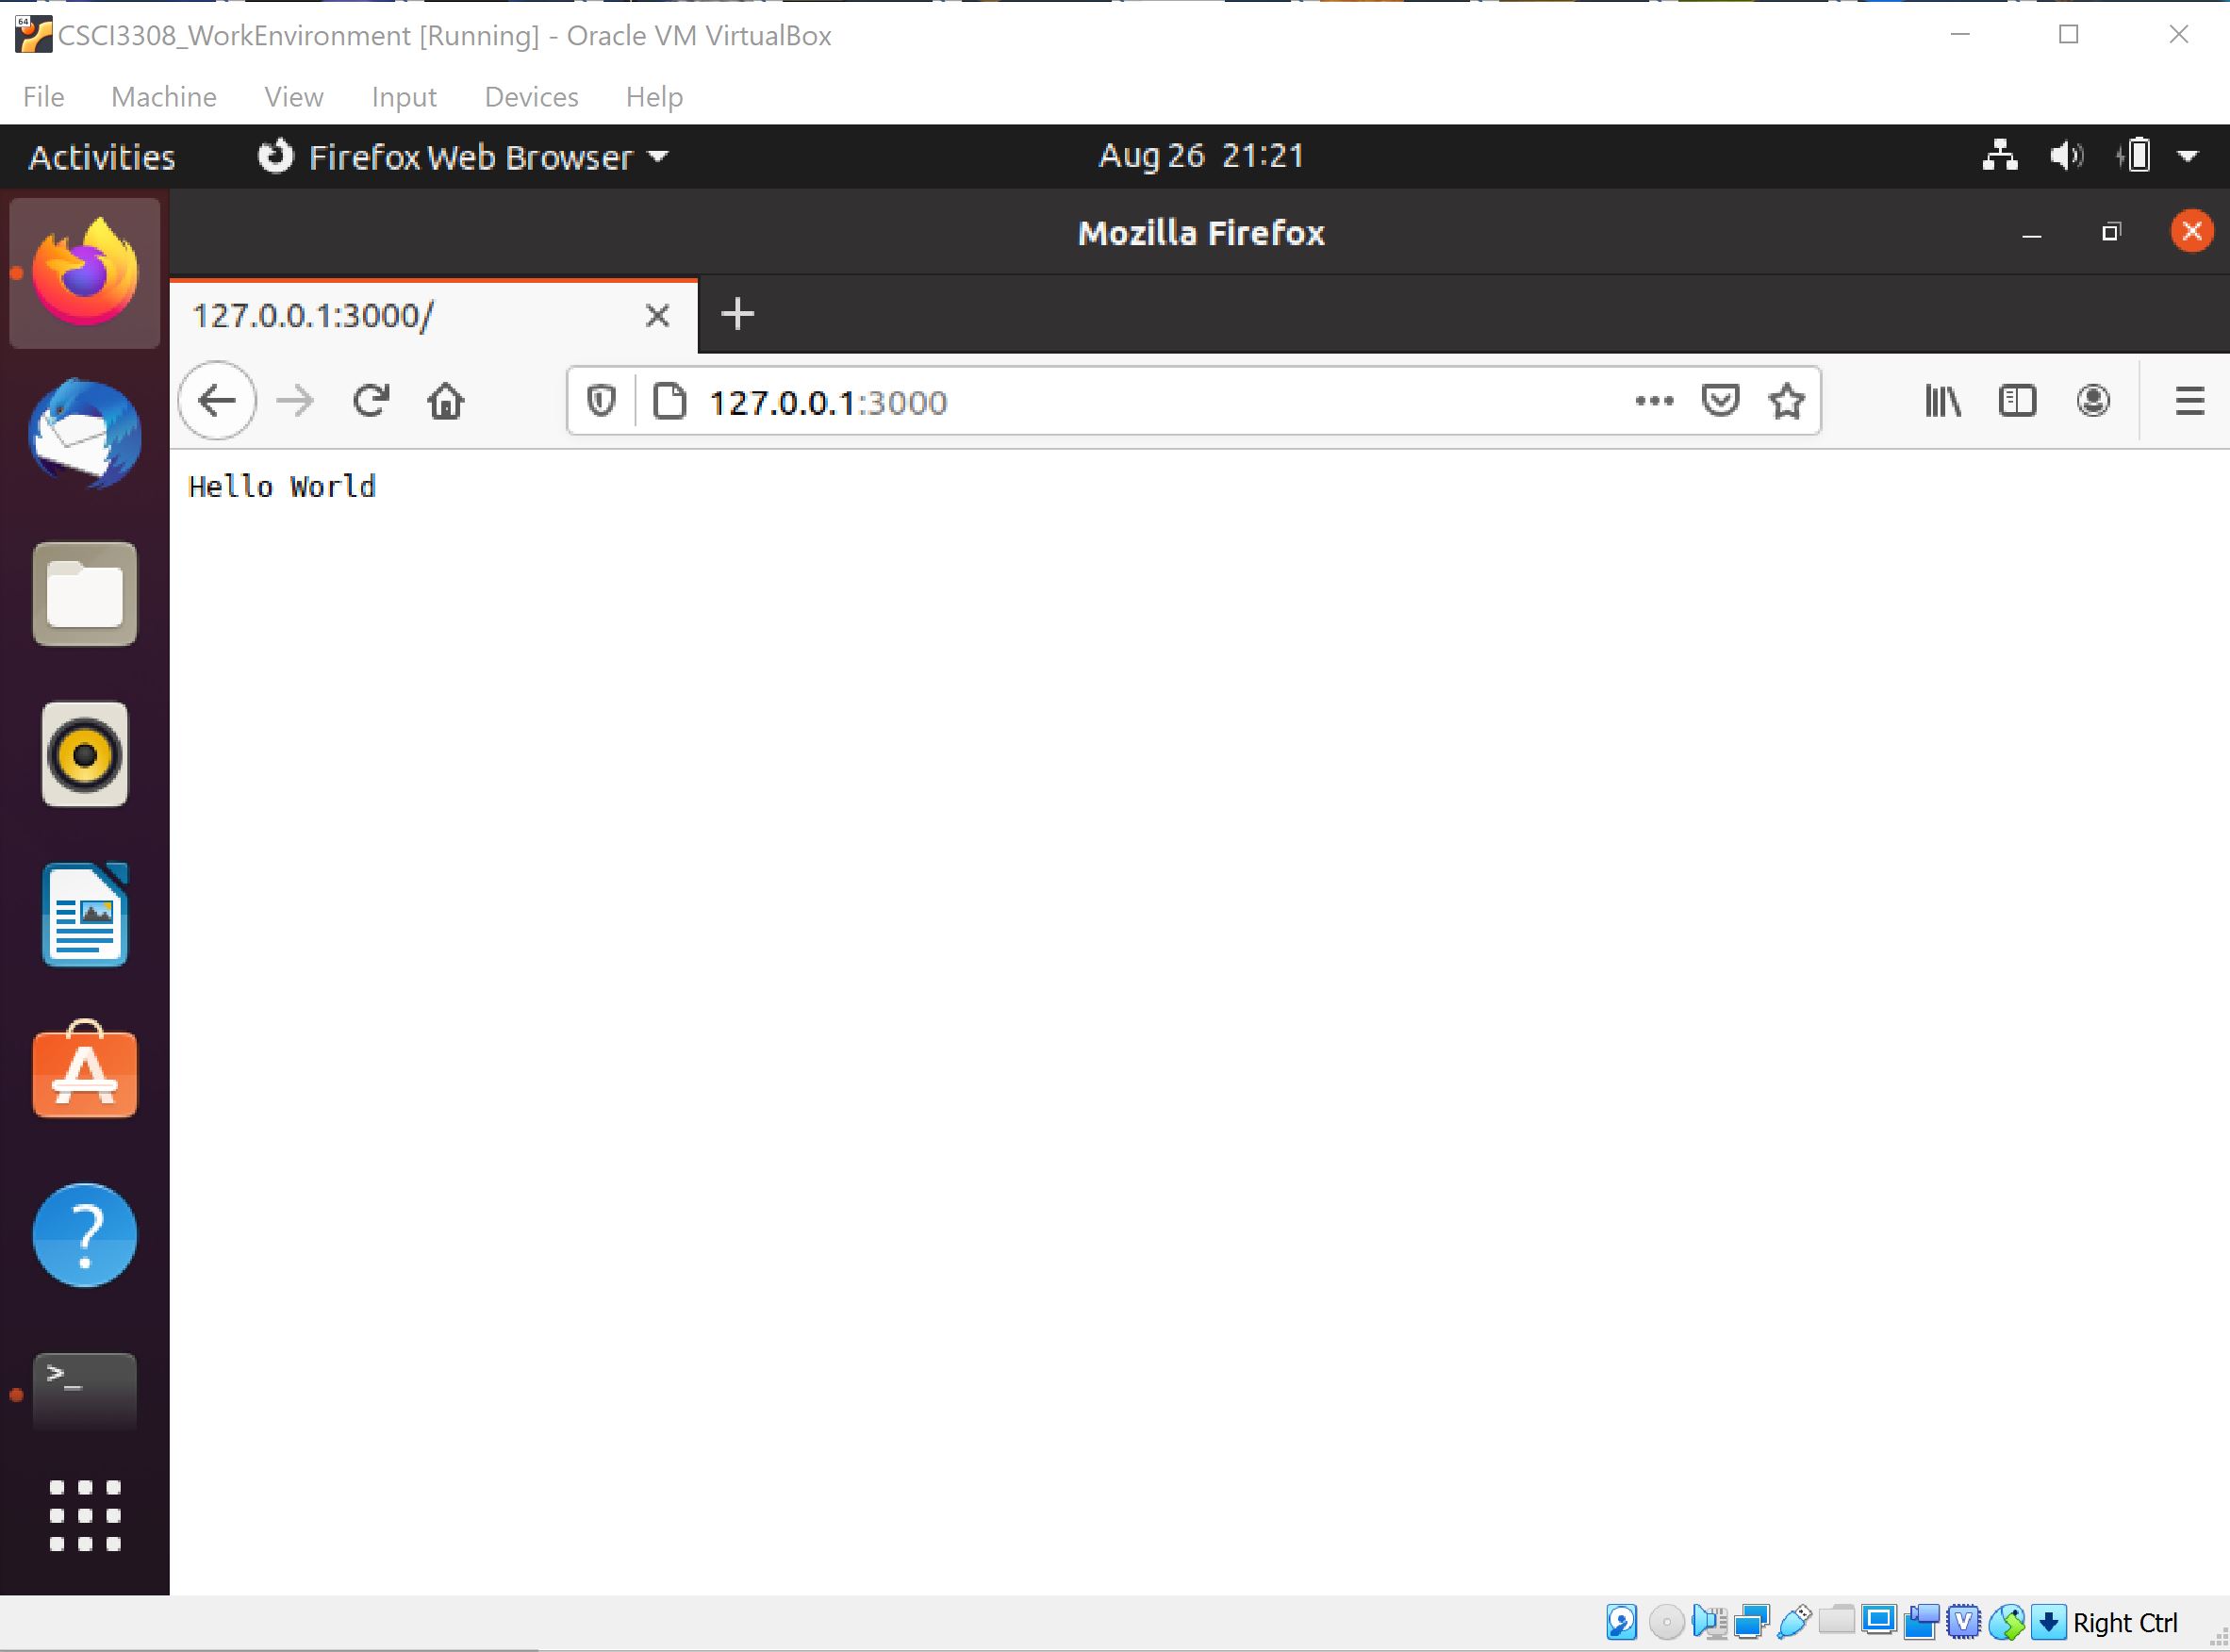 64
CSCI3308_WorkEnvironment [Running] - Oracle VM VirtualBox
File Machine View Input Devices Help
Activities Firefox Web Browser Aug 26 21:21
Mozilla Firefox
127.0.0.1:3000/
127.0.0.1:3000
Hello World
Right Ctrl